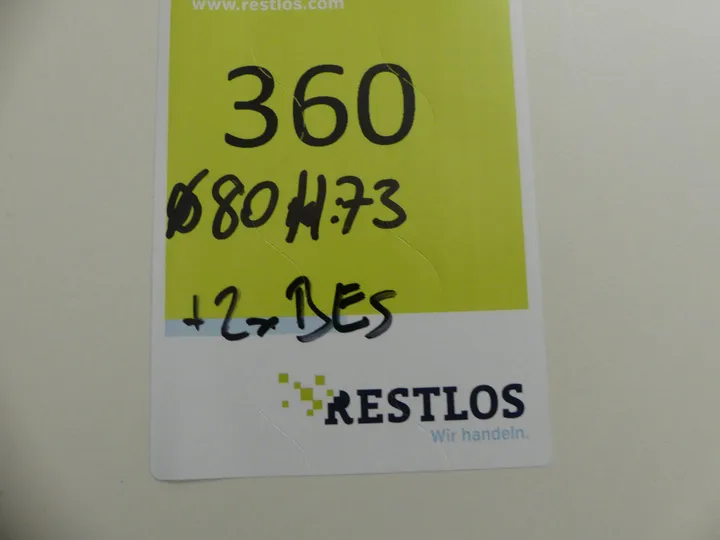 www.restlos.com
360
Ø80 H.73
+2x BES
RESTLOS
Wir handeln.